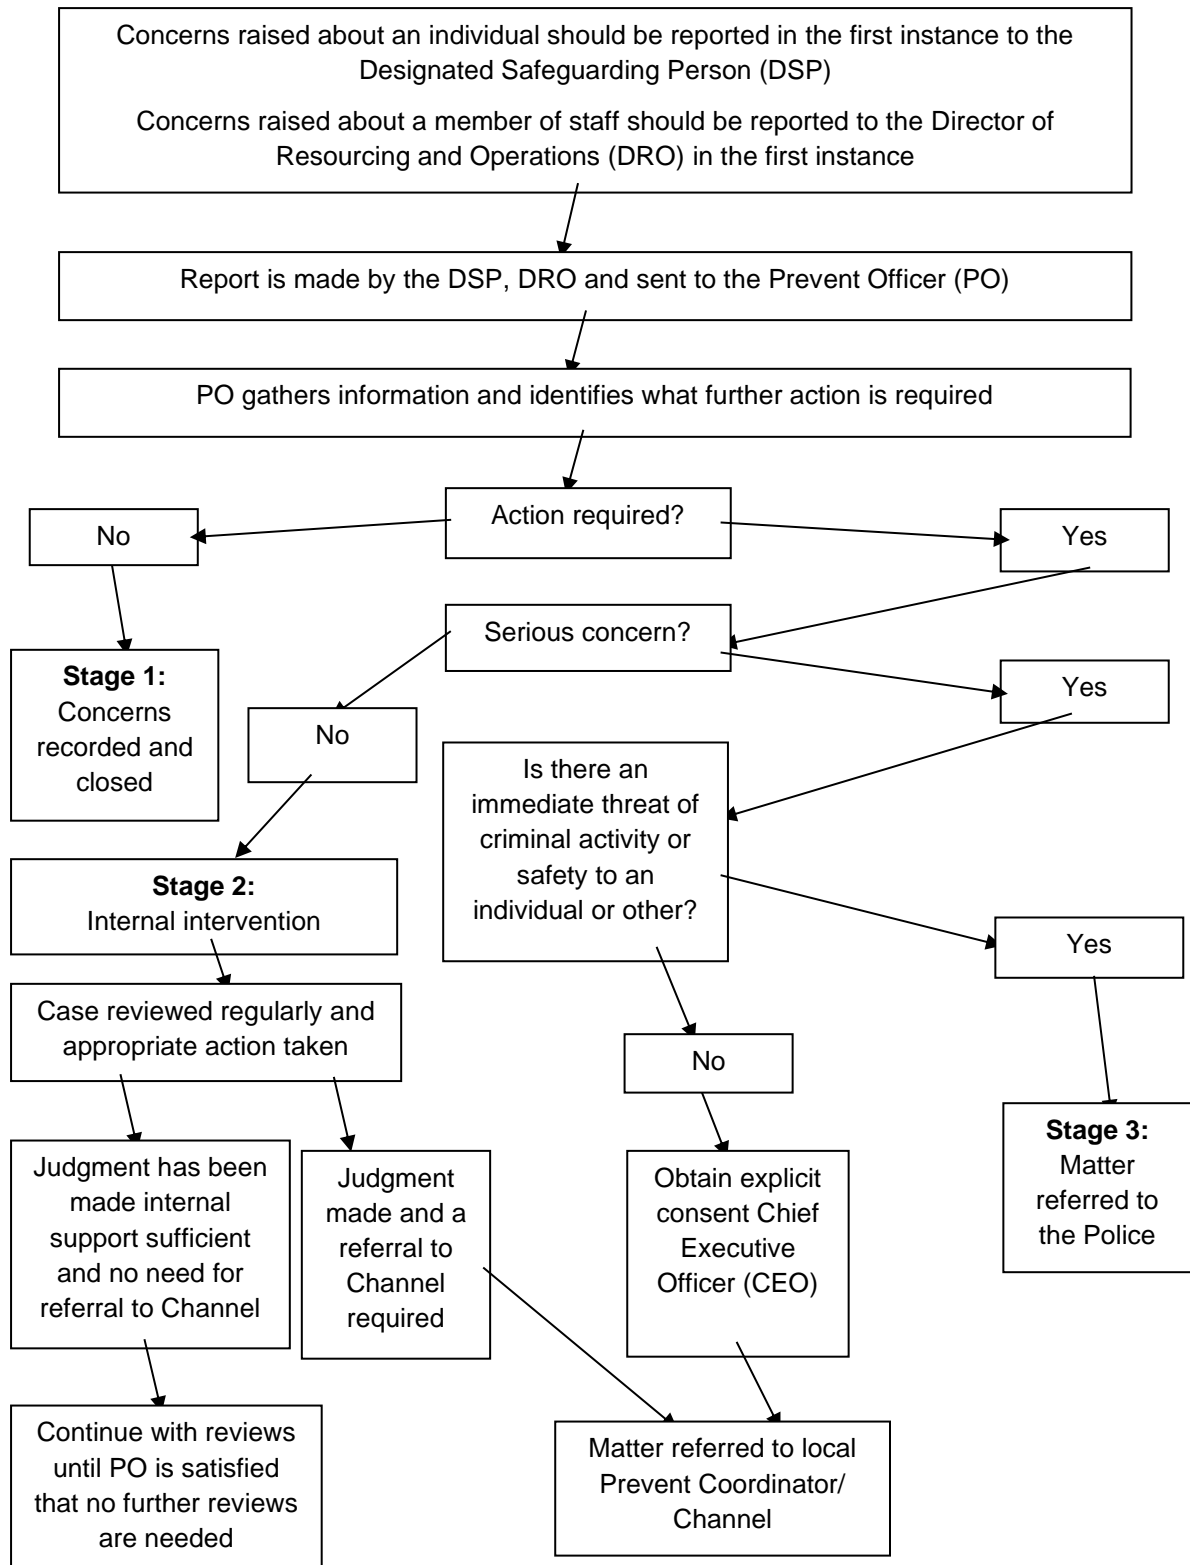 Concerns raised about an individual should be reported in the first instance to the
Designated Safeguarding Person (DSP)
Concerns raised about a member of staff should be reported to the Director of
Resourcing and Operations (DRO) in the first instance
Report is made by the DSP, DRO and sent to the Prevent Officer (PO)
PO gathers information and identifies what further action is required
Action required?
No
Yes
Serious concern?
Stage 1:
Concerns
recorded and
closed
Yes
No
Is there an
immediate threat of
criminal activity or
safety to an
individual or other?
Stage 2:
Internal intervention
Yes
Case reviewed regularly and
appropriate action taken
No
Stage 3:
Matter
referred to
the Police
Judgment has been
made internal
support sufficient
and no need for
referral to Channel
Judgment
made and a
referral to
Channel
required
Obtain explicit
consent Chief
Executive
Officer (CEO)
Continue with reviews
until PO is satisfied
that no further reviews
are needed
Matter referred to local
Prevent Coordinator/
Channel